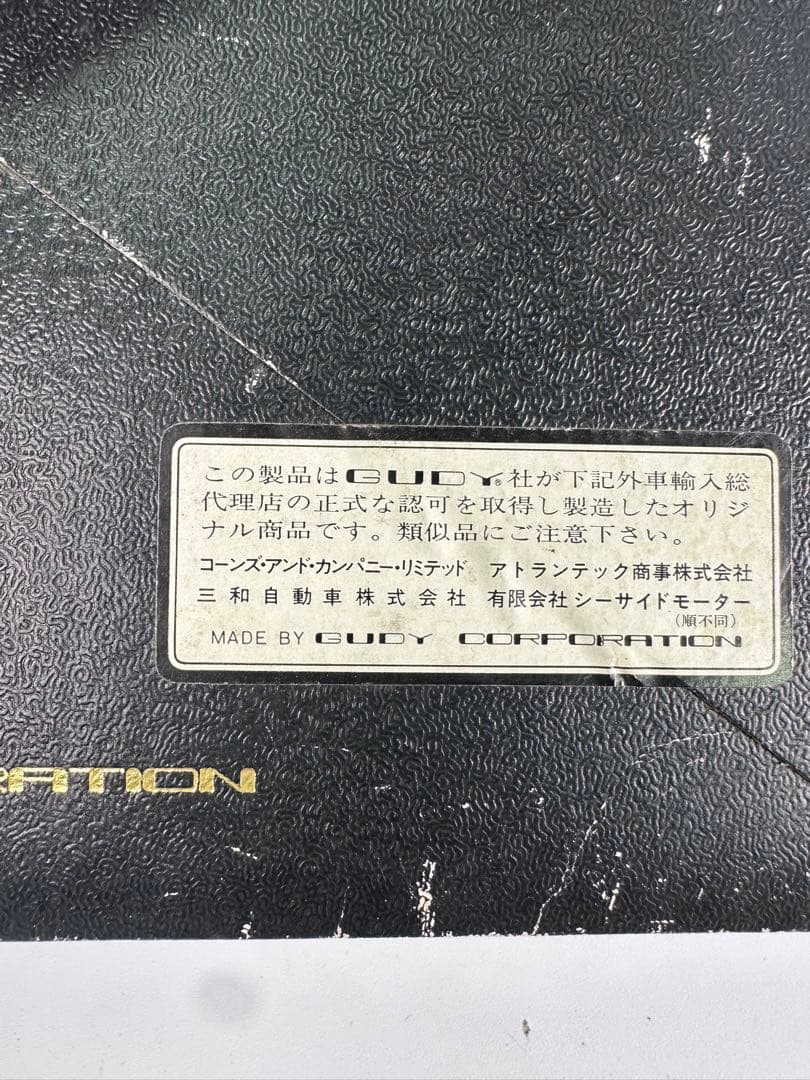 この製品はGUDY®社が下記外車輸入総
代理店の正式な認可を取得し製造したオリジ
ナル商品です。類似品にご注意下さい。
コーンズ・アンド・カンパニー・リミテッド アトランテック商事株式会社
三和自動車株式会社 有限会社シーサイドモーター
(順不同)
MADE BY GUDY CORPORATION
RATION